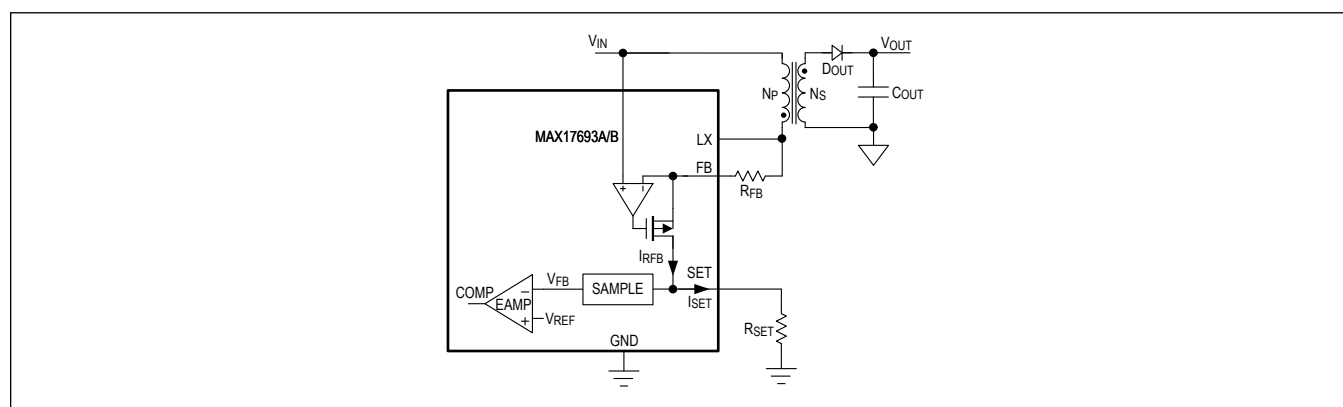 VIN
VOUT
DOUT
NP
NS
COUT
MAX17693A/B
LX
FB
RFB
+
−
IRFB
SET
VFB
SAMPLE
ISET
COMP
−
EAMP
+
VREF
RSET
GND